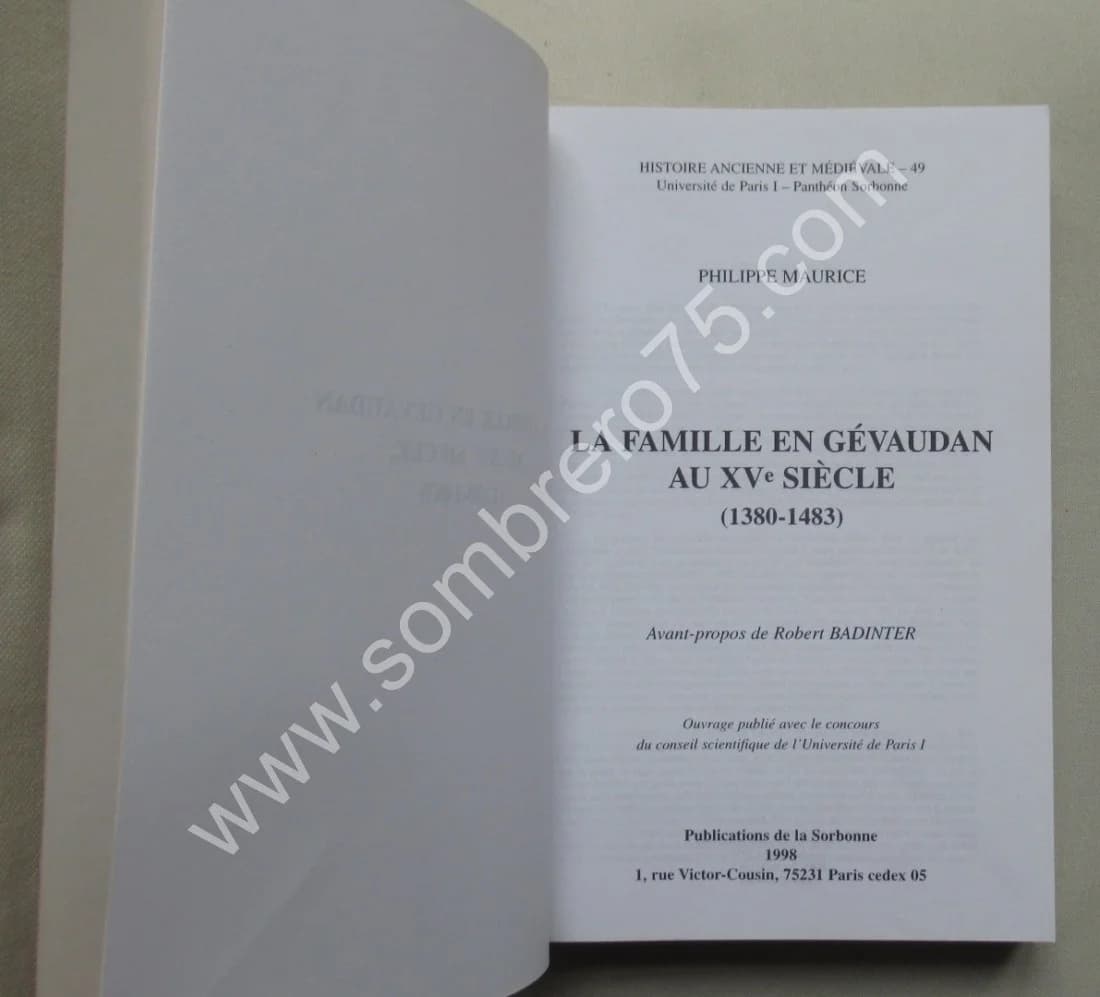 HISTOIRE ANCIENNE ET MÉDIÉVALE – 49
Université de Paris I – Panthéon Sorbonne
PHILIPPE MAURICE
LA FAMILLE EN GÉVAUDAN
AU XVe SIÈCLE
(1380-1483)
Avant-propos de Robert BADINTER
Ouvrage publié avec le concours
du conseil scientifique de l'Université de Paris I
Publications de la Sorbonne
1998
1, rue Victor-Cousin, 75231 Paris cedex 05
www.sombrero75.com